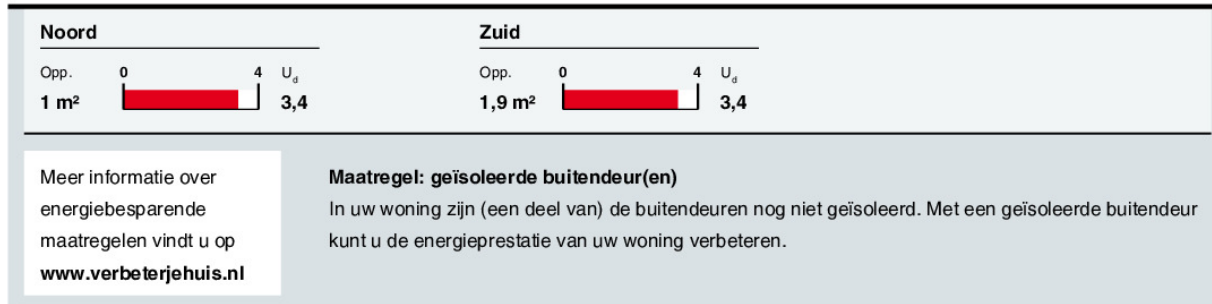 Noord Zuid
Opp. 0 4 U_d Opp. 0 4 U_d
1 m² 3,4 1,9 m² 3,4
Meer informatie over
energiebesparende
maatregelen vindt u op
www.verbeterjehuis.nl
Maatregel: geïsoleerde buitendeur(en)
In uw woning zijn (een deel van) de buitendeuren nog niet geïsoleerd. Met een geïsoleerde buitendeur
kunt u de energieprestatie van uw woning verbeteren.